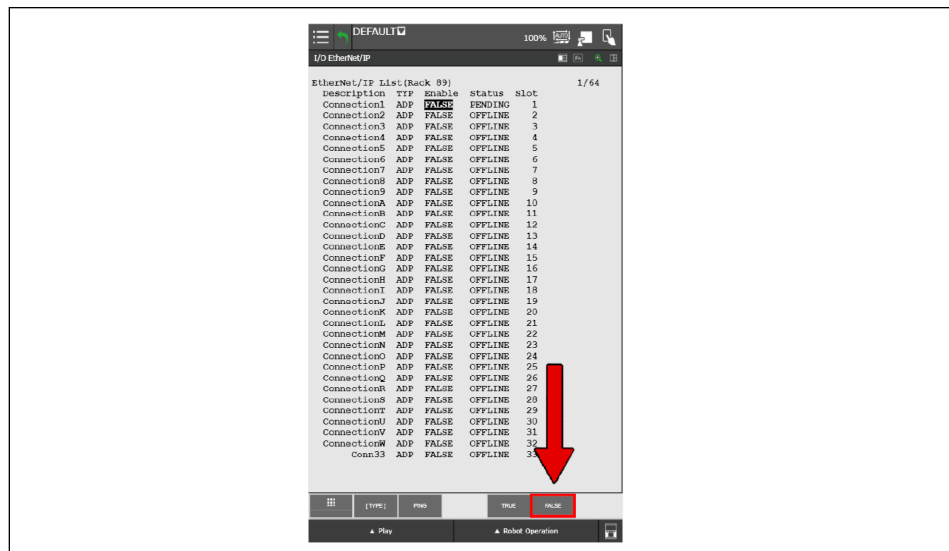 DEFAULT
100% AUTO
I/O EtherNet/IP
EtherNet/IP List(Rack 89) 1/64
Description TYP Enable Status Slot
Connection1 ADP FALSE PENDING 1
Connection2 ADP FALSE OFFLINE 2
Connection3 ADP FALSE OFFLINE 3
Connection4 ADP FALSE OFFLINE 4
Connection5 ADP FALSE OFFLINE 5
Connection6 ADP FALSE OFFLINE 6
Connection7 ADP FALSE OFFLINE 7
Connection8 ADP FALSE OFFLINE 8
Connection9 ADP FALSE OFFLINE 9
ConnectionA ADP FALSE OFFLINE 10
ConnectionB ADP FALSE OFFLINE 11
ConnectionC ADP FALSE OFFLINE 12
ConnectionD ADP FALSE OFFLINE 13
ConnectionE ADP FALSE OFFLINE 14
ConnectionF ADP FALSE OFFLINE 15
ConnectionG ADP FALSE OFFLINE 16
ConnectionH ADP FALSE OFFLINE 17
ConnectionI ADP FALSE OFFLINE 18
ConnectionJ ADP FALSE OFFLINE 19
ConnectionK ADP FALSE OFFLINE 20
ConnectionL ADP FALSE OFFLINE 21
ConnectionM ADP FALSE OFFLINE 22
ConnectionN ADP FALSE OFFLINE 23
ConnectionO ADP FALSE OFFLINE 24
ConnectionP ADP FALSE OFFLINE 25
ConnectionQ ADP FALSE OFFLINE 26
ConnectionR ADP FALSE OFFLINE 27
ConnectionS ADP FALSE OFFLINE 28
ConnectionT ADP FALSE OFFLINE 29
ConnectionU ADP FALSE OFFLINE 30
ConnectionV ADP FALSE OFFLINE 31
ConnectionW ADP FALSE OFFLINE 32
Conn33 ADP FALSE OFFLINE 33
[TYPE] PING TRUE FALSE
▲ Play ▲ Robot Operation